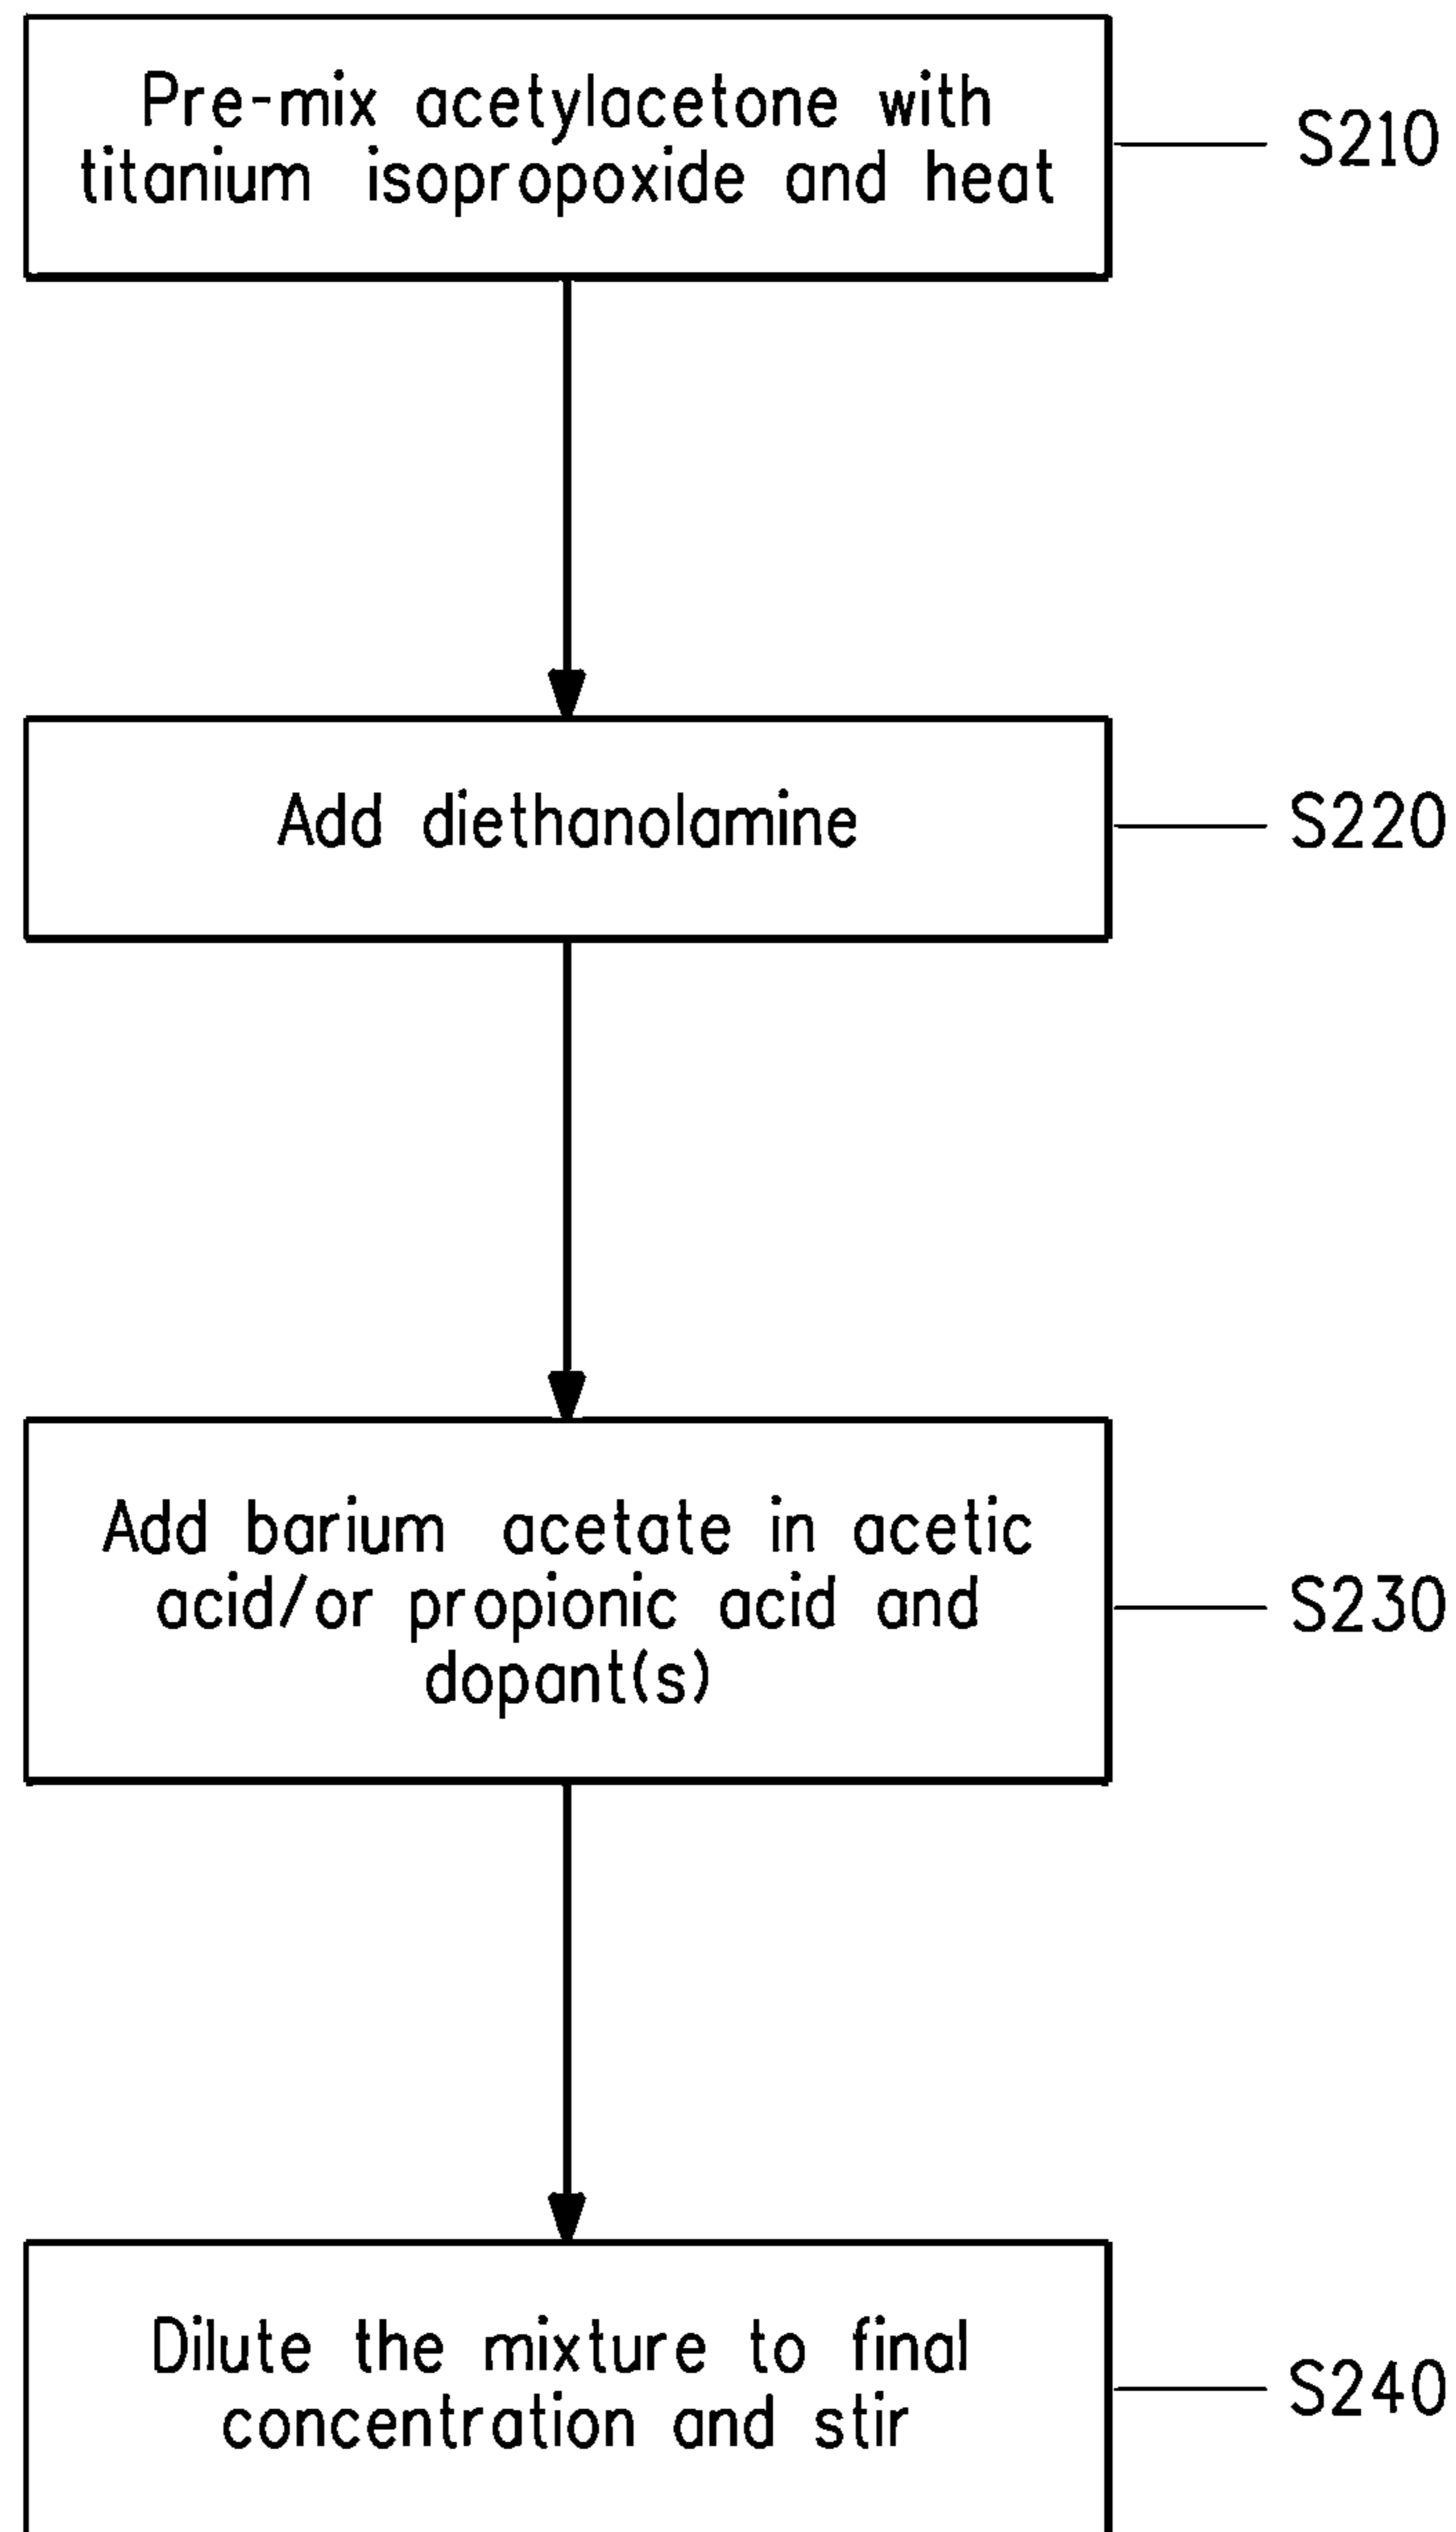 Pre-mix acetylacetone with
titanium isopropoxide and heat
S210
Add diethanolamine
S220
Add barium acetate in acetic
acid/or propionic acid and
dopant(s)
S230
Dilute the mixture to final
concentration and stir
S240